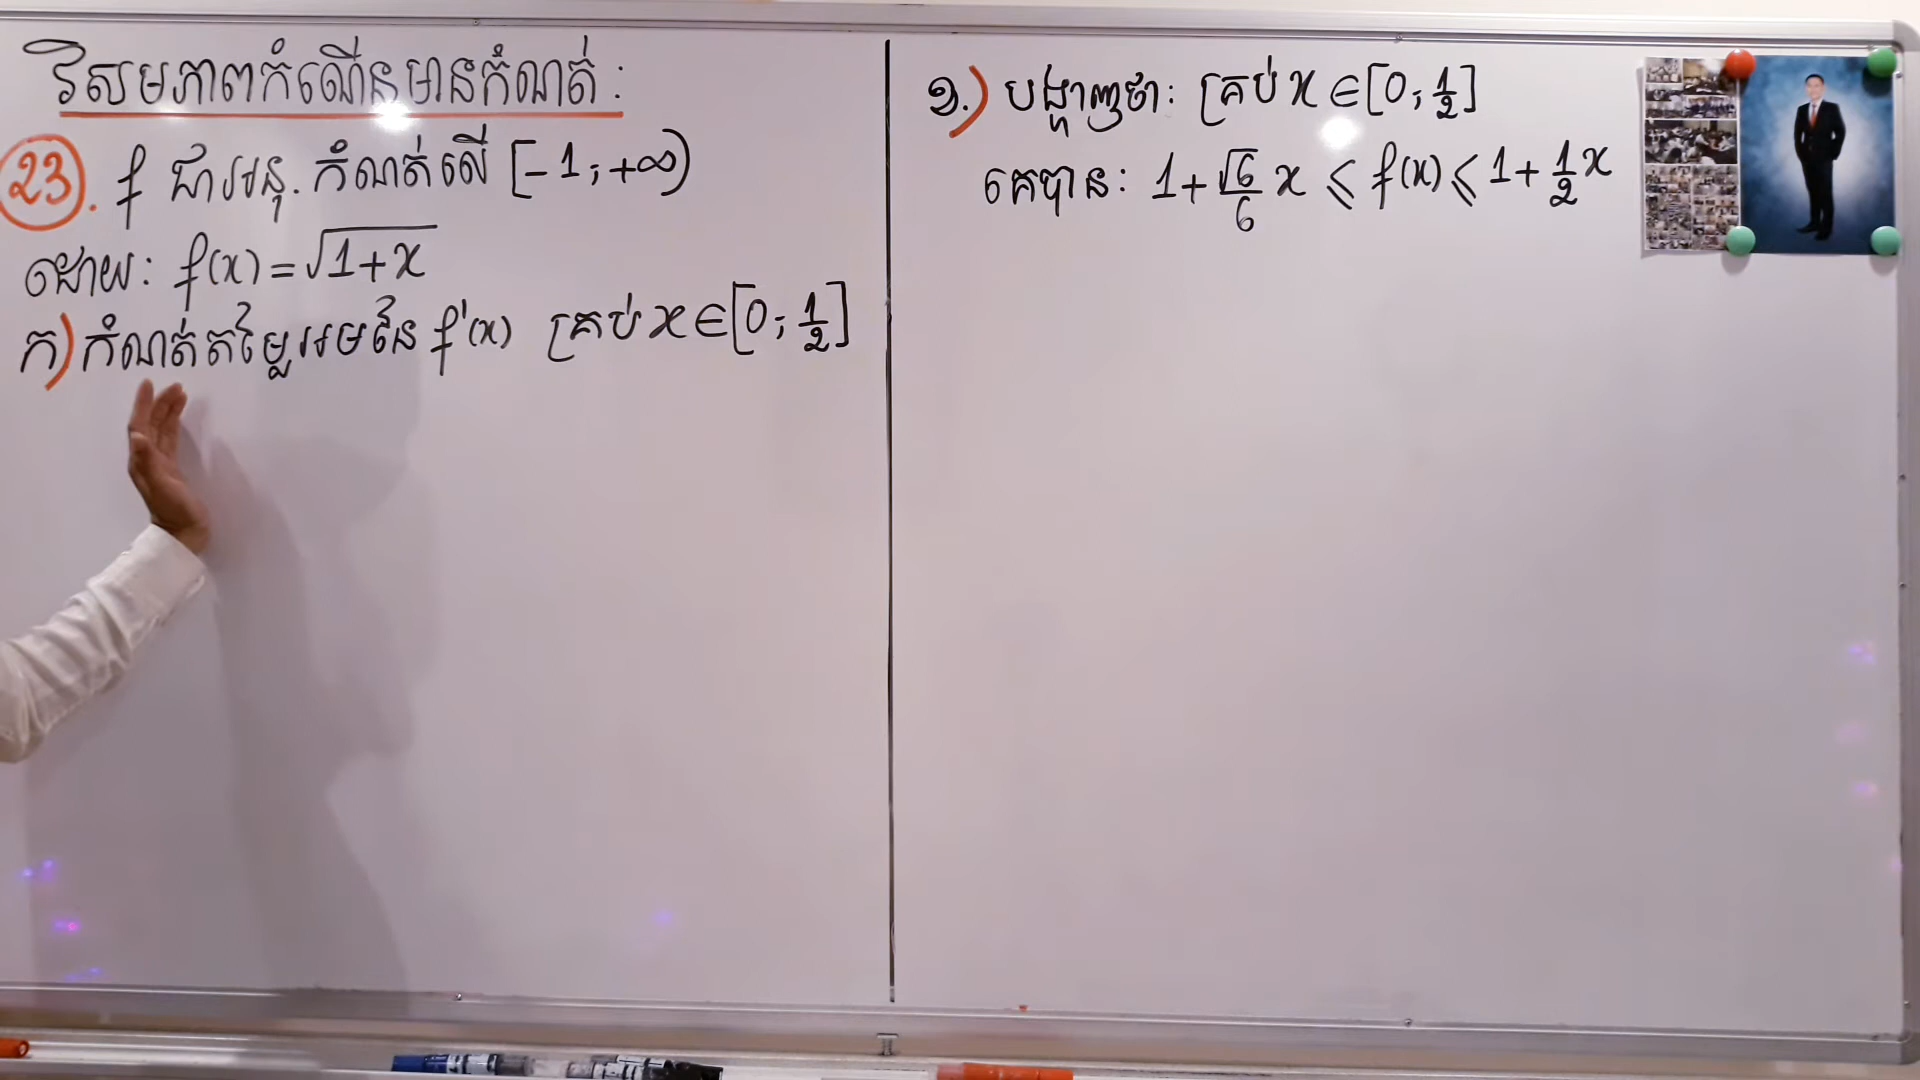 វិសមភាពកំណើនមានកំណត់:
23. f ជាអនុ. កំណត់លើ [-1; +∞)
ដោយ: f(x) = √1+x
ក) កំណត់តម្លៃអមនៃ f'(x) គ្រប់ x ∈ [0; 1/2]
ខ.) បង្ហាញថា: គ្រប់ x ∈ [0; 1/2]
គេបាន: 1 + √6/6 x ⩽ f(x) ⩽ 1 + 1/2 x